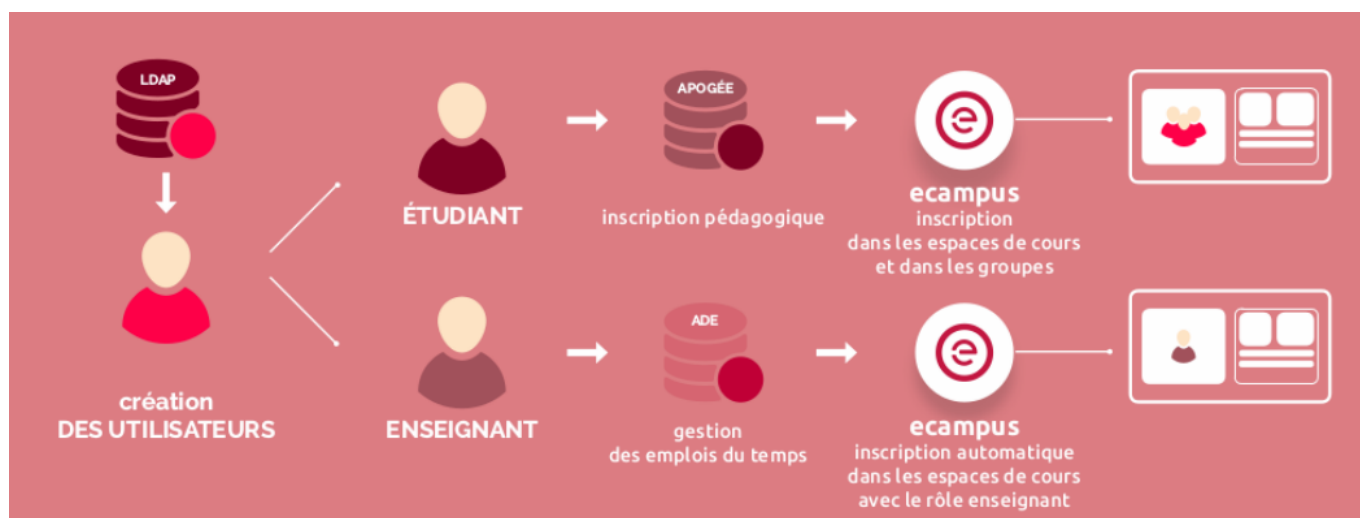 LDAP
création
DES UTILISATEURS
ÉTUDIANT
APOGÉE
inscription pédagogique
e
ecampus
inscription
dans les espaces de cours
et dans les groupes
ENSEIGNANT
ADE
gestion
des emplois du temps
e
ecampus
inscription automatique
dans les espaces de cours
avec le rôle enseignant